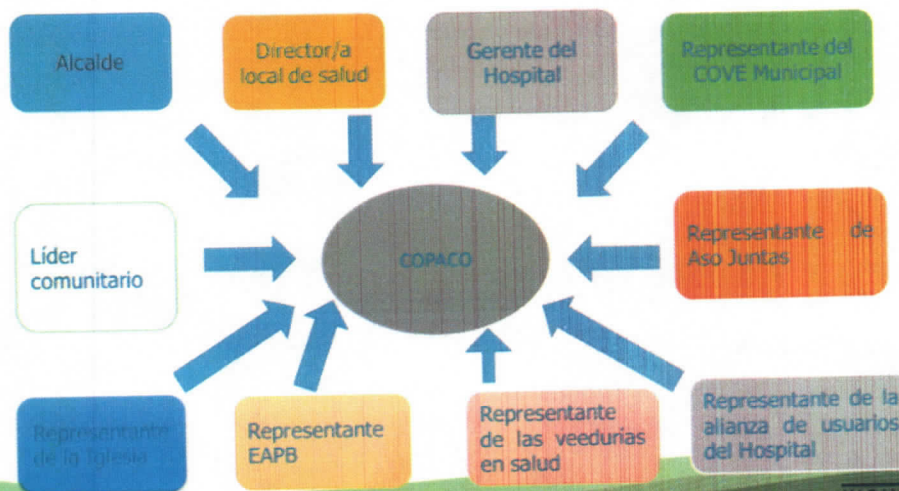 Alcalde
Director/a
local de salud
Gerente del
Hospital
Representante del
COVE Municipal
Líder
comunitario
COPACO
Representante de
Aso Juntas
Representante
de la Iglesia
Representante
EAPB
Representante
de las veedurías
en salud
Representante de la
alianza de usuarios
del Hospital